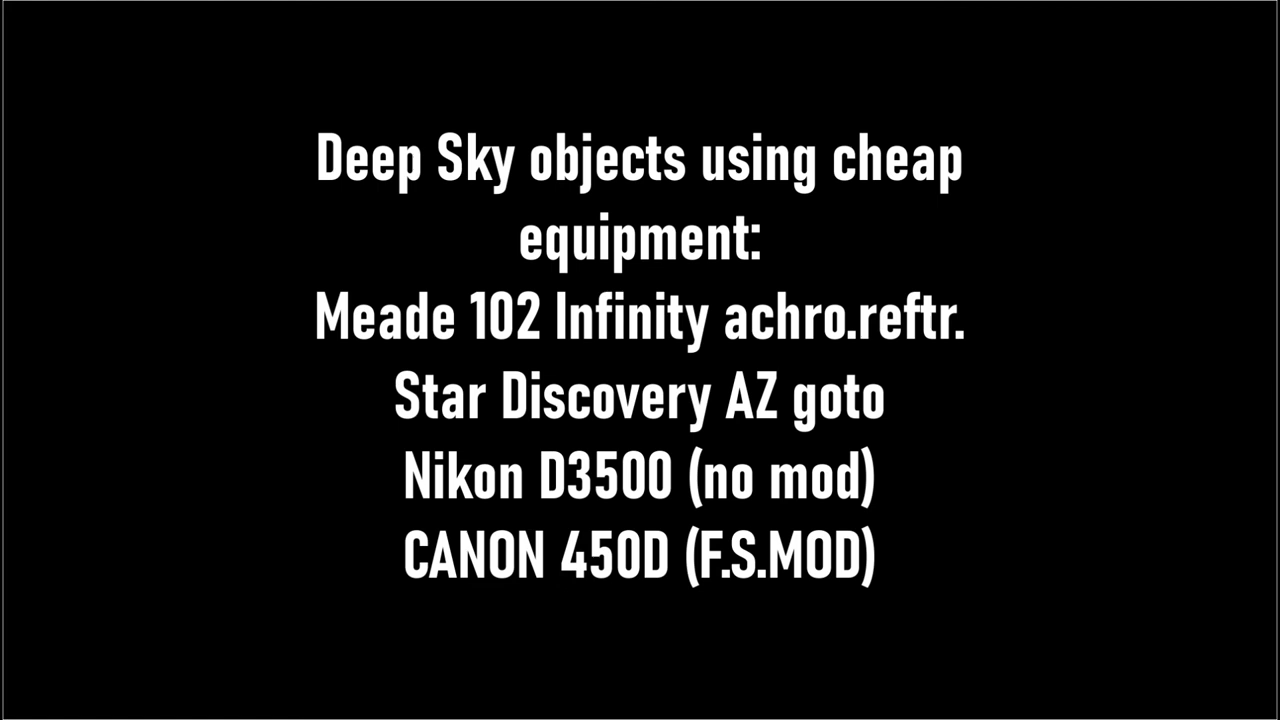 Deep Sky objects using cheap
equipment:
Meade 102 Infinity achro.reftr.
Star Discovery AZ goto
Nikon D3500 (no mod)
CANON 450D (F.S.MOD)